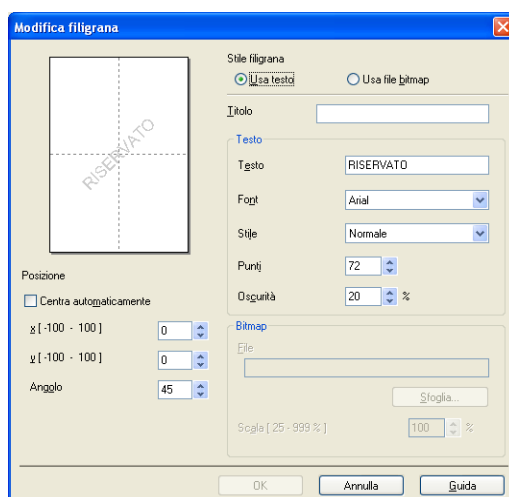 Modifica filigrana
RISERVATO
Stile filigrana
Usa testo Usa file bitmap
Titolo
Testo
Testo RISERVATO
Font Arial
Stile Normale
Punti 72
Oscurità 20 %
Posizione
Centra automaticamente
x [ -100 - 100 ] 0
y [ -100 - 100 ] 0
Angolo 45
Bitmap
File
Sfoglia...
Scala [ 25 - 999 % ] 100 %
OK Annulla Guida